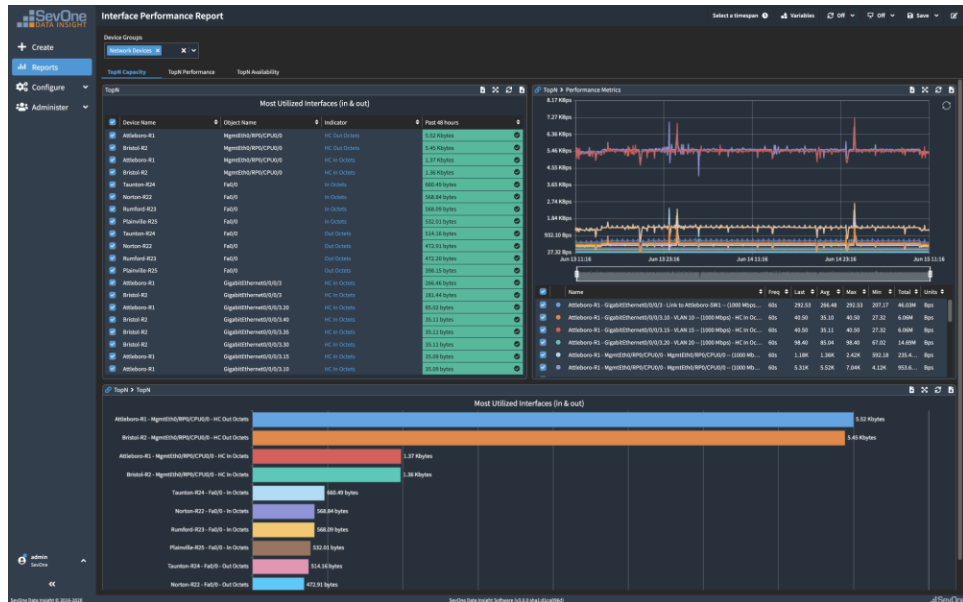 SevOne
DATA INSIGHT
Interface Performance Report
Select a timespan
Variables
Off
Off
Save
Create
Reports
Configure
Administer
Device Groups
Network Devices ×
TopN Capacity
TopN Performance
TopN Availability
TopN
Most Utilized Interfaces (in & out)
Device Name Object Name Indicator Past 48 hours
Attleboro-R1 MgmtEth0/RP0/CPU0/0 HC Out Octets 5.52 Kbytes
Bristol-R2 MgmtEth0/RP0/CPU0/0 HC Out Octets 5.45 Kbytes
Attleboro-R1 MgmtEth0/RP0/CPU0/0 HC In Octets 1.37 Kbytes
Bristol-R2 MgmtEth0/RP0/CPU0/0 HC In Octets 1.36 Kbytes
Taunton-R24 Fa0/0 In Octets 660.49 bytes
Norton-R22 Fa0/0 In Octets 568.84 bytes
Rumford-R23 Fa0/0 In Octets 568.09 bytes
Plainville-R25 Fa0/0 In Octets 532.01 bytes
Taunton-R24 Fa0/0 Out Octets 514.16 bytes
Norton-R22 Fa0/0 Out Octets 472.91 bytes
Rumford-R23 Fa0/0 Out Octets 472.20 bytes
Plainville-R25 Fa0/0 Out Octets 398.15 bytes
Attleboro-R1 GigabitEthernet0/0/0/3 HC In Octets 266.46 bytes
Bristol-R2 GigabitEthernet0/0/0/3 HC In Octets 181.44 bytes
Attleboro-R1 GigabitEthernet0/0/0/3.20 HC In Octets 85.02 bytes
Bristol-R2 GigabitEthernet0/0/0/3.40 HC In Octets 35.11 bytes
Bristol-R2 GigabitEthernet0/0/0/3.35 HC In Octets 35.11 bytes
Bristol-R2 GigabitEthernet0/0/0/3.30 HC In Octets 35.11 bytes
Attleboro-R1 GigabitEthernet0/0/0/3.15 HC In Octets 35.09 bytes
Attleboro-R1 GigabitEthernet0/0/0/3.10 HC In Octets 35.09 bytes
TopN > Performance Metrics
8.17 KBps
7.27 KBps
6.36 KBps
5.46 KBps
4.55 KBps
3.65 KBps
2.74 KBps
1.84 KBps
932.10 Bps
27.32 Bps
Jun 13 11:16
Jun 13 23:16
Jun 14 11:16
Jun 14 23:16
Jun 15 11:16
Name Freq Last Avg Max Min Total Units
Attleboro-R1 - GigabitEthernet0/0/0/3 - Link to Attleboro-SW1 -- (1000 Mbps... 60s 292.53 266.48 292.53 207.17 46.03M Bps
Attleboro-R1 - GigabitEthernet0/0/0/3.10 - VLAN 10 -- (1000 Mbps) - HC In Oc... 60s 40.50 35.10 40.50 27.32 6.06M Bps
Attleboro-R1 - GigabitEthernet0/0/0/3.15 - VLAN 15 -- (1000 Mbps) - HC In Oc... 60s 40.50 35.11 40.50 27.32 6.06M Bps
Attleboro-R1 - GigabitEthernet0/0/0/3.20 - VLAN 20 -- (1000 Mbps) - HC In Oc... 60s 98.40 85.04 98.40 67.02 14.69M Bps
Attleboro-R1 - MgmtEth0/RP0/CPU0/0 - MgmtEth0/RP0/CPU0/0 -- (1000 Mb... 60s 1.18K 1.36K 2.42K 592.18 235.4... Bps
Attleboro-R1 - MgmtEth0/RP0/CPU0/0 - MgmtEth0/RP0/CPU0/0 -- (1000 Mb... 60s 5.31K 5.52K 7.04K 4.12K 953.6... Bps
TopN > TopN
Most Utilized Interfaces (in & out)
Attleboro-R1 - MgmtEth0/RP0/CPU0/0 - HC Out Octets 5.52 Kbytes
Bristol-R2 - MgmtEth0/RP0/CPU0/0 - HC Out Octets 5.45 Kbytes
Attleboro-R1 - MgmtEth0/RP0/CPU0/0 - HC In Octets 1.37 Kbytes
Bristol-R2 - MgmtEth0/RP0/CPU0/0 - HC In Octets 1.36 Kbytes
Taunton-R24 - Fa0/0 - In Octets 660.49 bytes
Norton-R22 - Fa0/0 - In Octets 568.84 bytes
Rumford-R23 - Fa0/0 - In Octets 568.09 bytes
Plainville-R25 - Fa0/0 - In Octets 532.01 bytes
Taunton-R24 - Fa0/0 - Out Octets 514.16 bytes
Norton-R22 - Fa0/0 - Out Octets 472.91 bytes
admin
SevOne
SevOne Data Insight © 2016-2020
SevOne Data Insight Software
SevOne